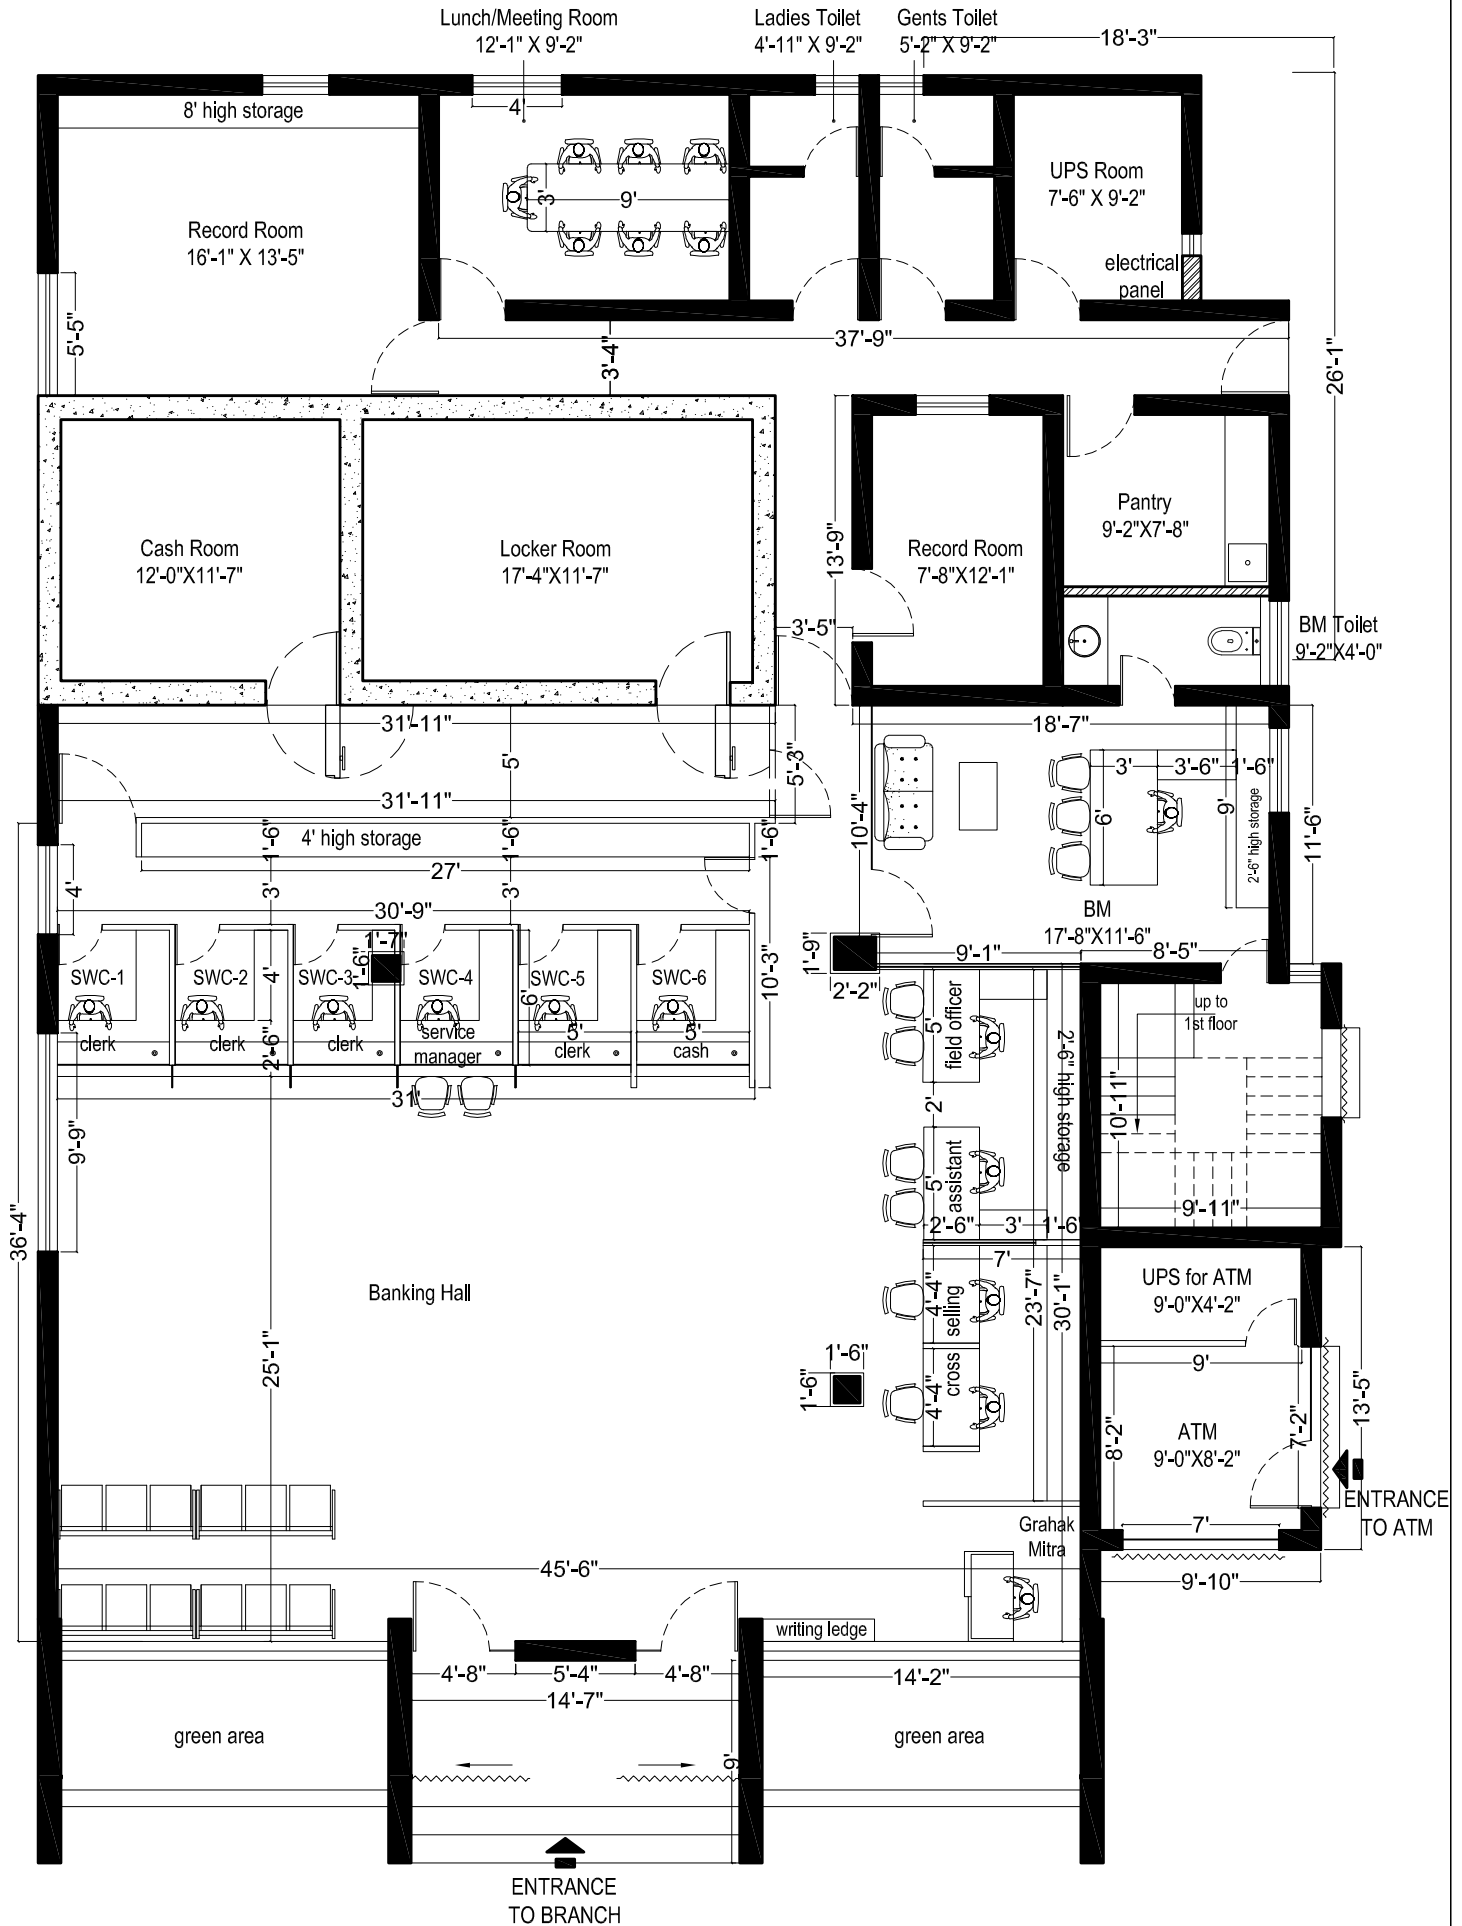 Lunch/Meeting Room
12'-1" X 9'-2"
Ladies Toilet
4'-11" X 9'-2"
Gents Toilet
5'-2" X 9'-2"
18'-3"
8' high storage
4'
UPS Room
7'-6" X 9'-2"
3'
9'
Record Room
16'-1" X 13'-5"
electrical
panel
5'-5"
3'-4"
37'-9"
26'-1"
Cash Room
12'-0"X11'-7"
Locker Room
17'-4"X11'-7"
13'-9"
Record Room
7'-8"X12'-1"
Pantry
9'-2"X7'-8"
3'-5"
BM Toilet
9'-2"X4'-0"
31'-11"
5'
5'-3"
18'-7"
31'-11"
3'
3'-6"
1'-6"
6'
9'
2'-6" high storage
10'-4"
11'-6"
1'-6"
4' high storage
1'-6"
1'-6"
27'
4'
3'
3'
30'-9"
BM
17'-8"X11'-6"
1'-7"
1'-6"
1'-9"
2'-2"
9'-1"
8'-5"
SWC-1
SWC-2
SWC-3
SWC-4
SWC-5
SWC-6
4'
6'
10'-3"
2'-6"
5'
5'
clerk
clerk
clerk
service
manager
clerk
cash
31'
up to
1st floor
5'
field officer
2'
2'-6" high storage
10'-11"
9'-9"
5'
assistant
2'-6"
3'
1'-6"
9'-11"
7'
36'-4"
Banking Hall
4'-4"
selling
23'-7"
30'-1"
UPS for ATM
9'-0"X4'-2"
25'-1"
1'-6"
1'-6"
4'-4"
cross
9'
8'-2"
ATM
9'-0"X8'-2"
7'-2"
13'-5"
ENTRANCE
TO ATM
7'
Grahak
Mitra
45'-6"
9'-10"
writing ledge
4'-8"
5'-4"
4'-8"
14'-7"
14'-2"
green area
9'
green area
ENTRANCE
TO BRANCH